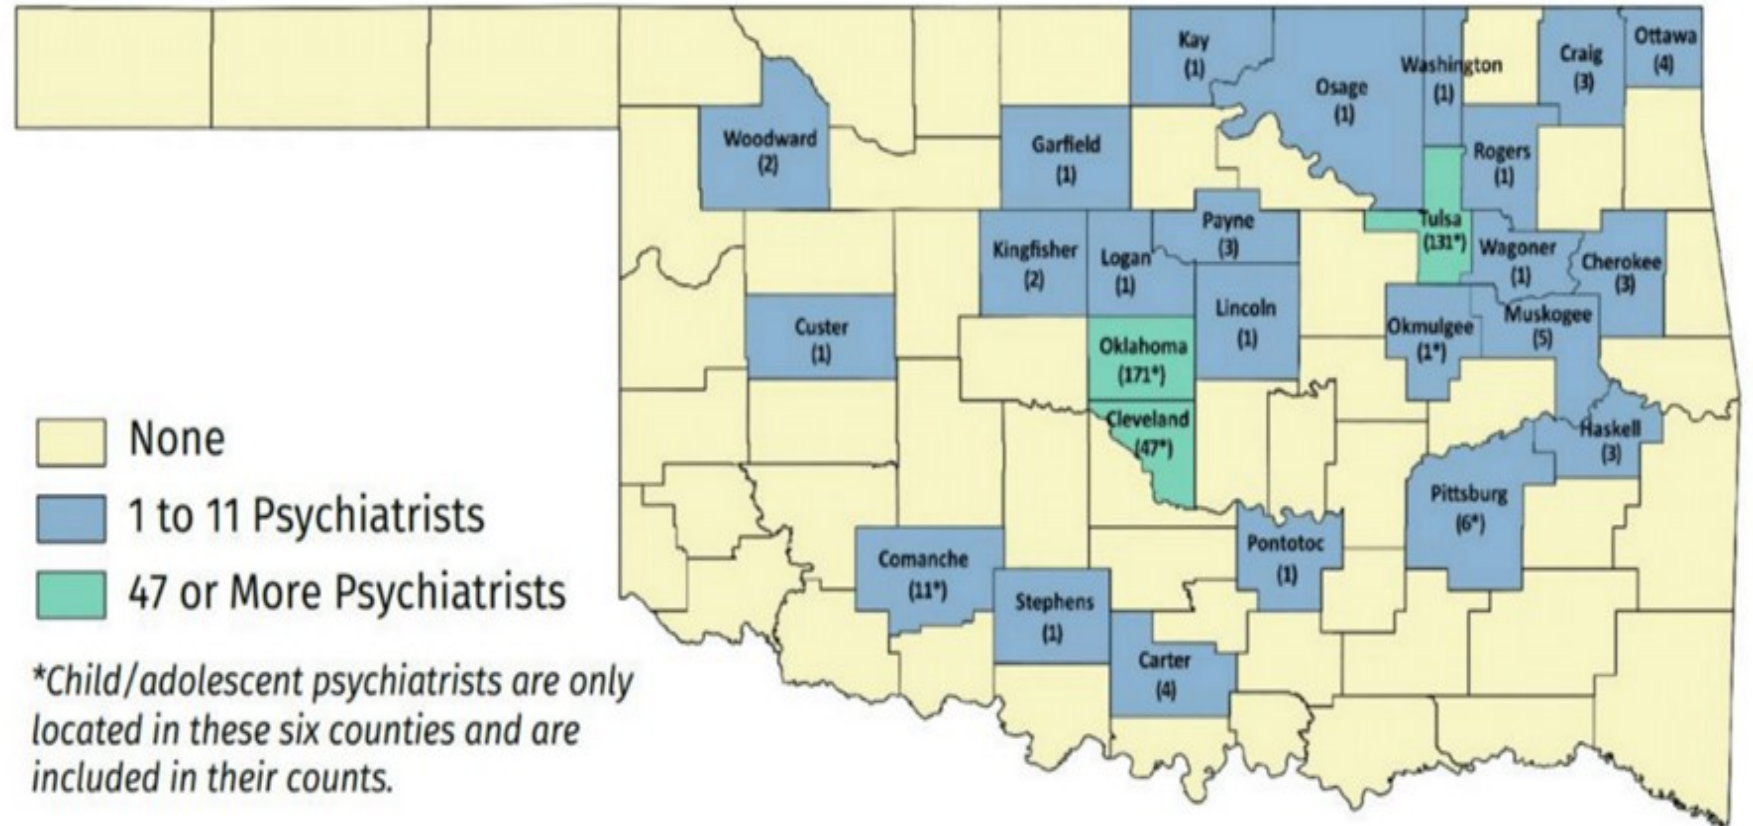 Kay
(1)
Osage
(1)
Washington
(1)
Craig
(3)
Ottawa
(4)
Woodward
(2)
Garfield
(1)
Rogers
(1)
Payne
(3)
Tulsa
(131*)
Kingfisher
(2)
Logan
(1)
Wagoner
(1)
Cherokee
(3)
Lincoln
(1)
Custer
(1)
Oklahoma
(171*)
Okmulgee
(1*)
Muskogee
(5)
Cleveland
(47*)
Haskell
(3)
Pittsburg
(6*)
Pontotoc
(1)
Comanche
(11*)
Stephens
(1)
Carter
(4)
None
1 to 11 Psychiatrists
47 or More Psychiatrists
*Child/adolescent psychiatrists are only
located in these six counties and are
included in their counts.